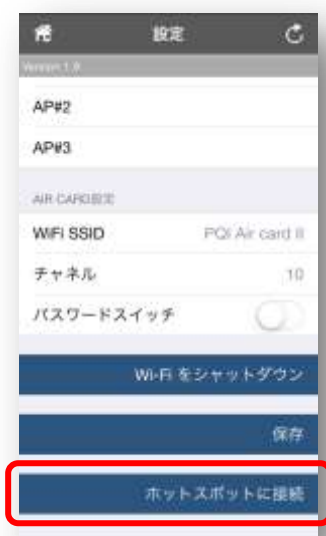 設定
Version 1.8
AP#2
AP#3
AIR CARD設定
WiFi SSID PQI Air card II
チャネル 10
パスワードスイッチ
Wi-Fi をシャットダウン
保存
ホットスポットに接続